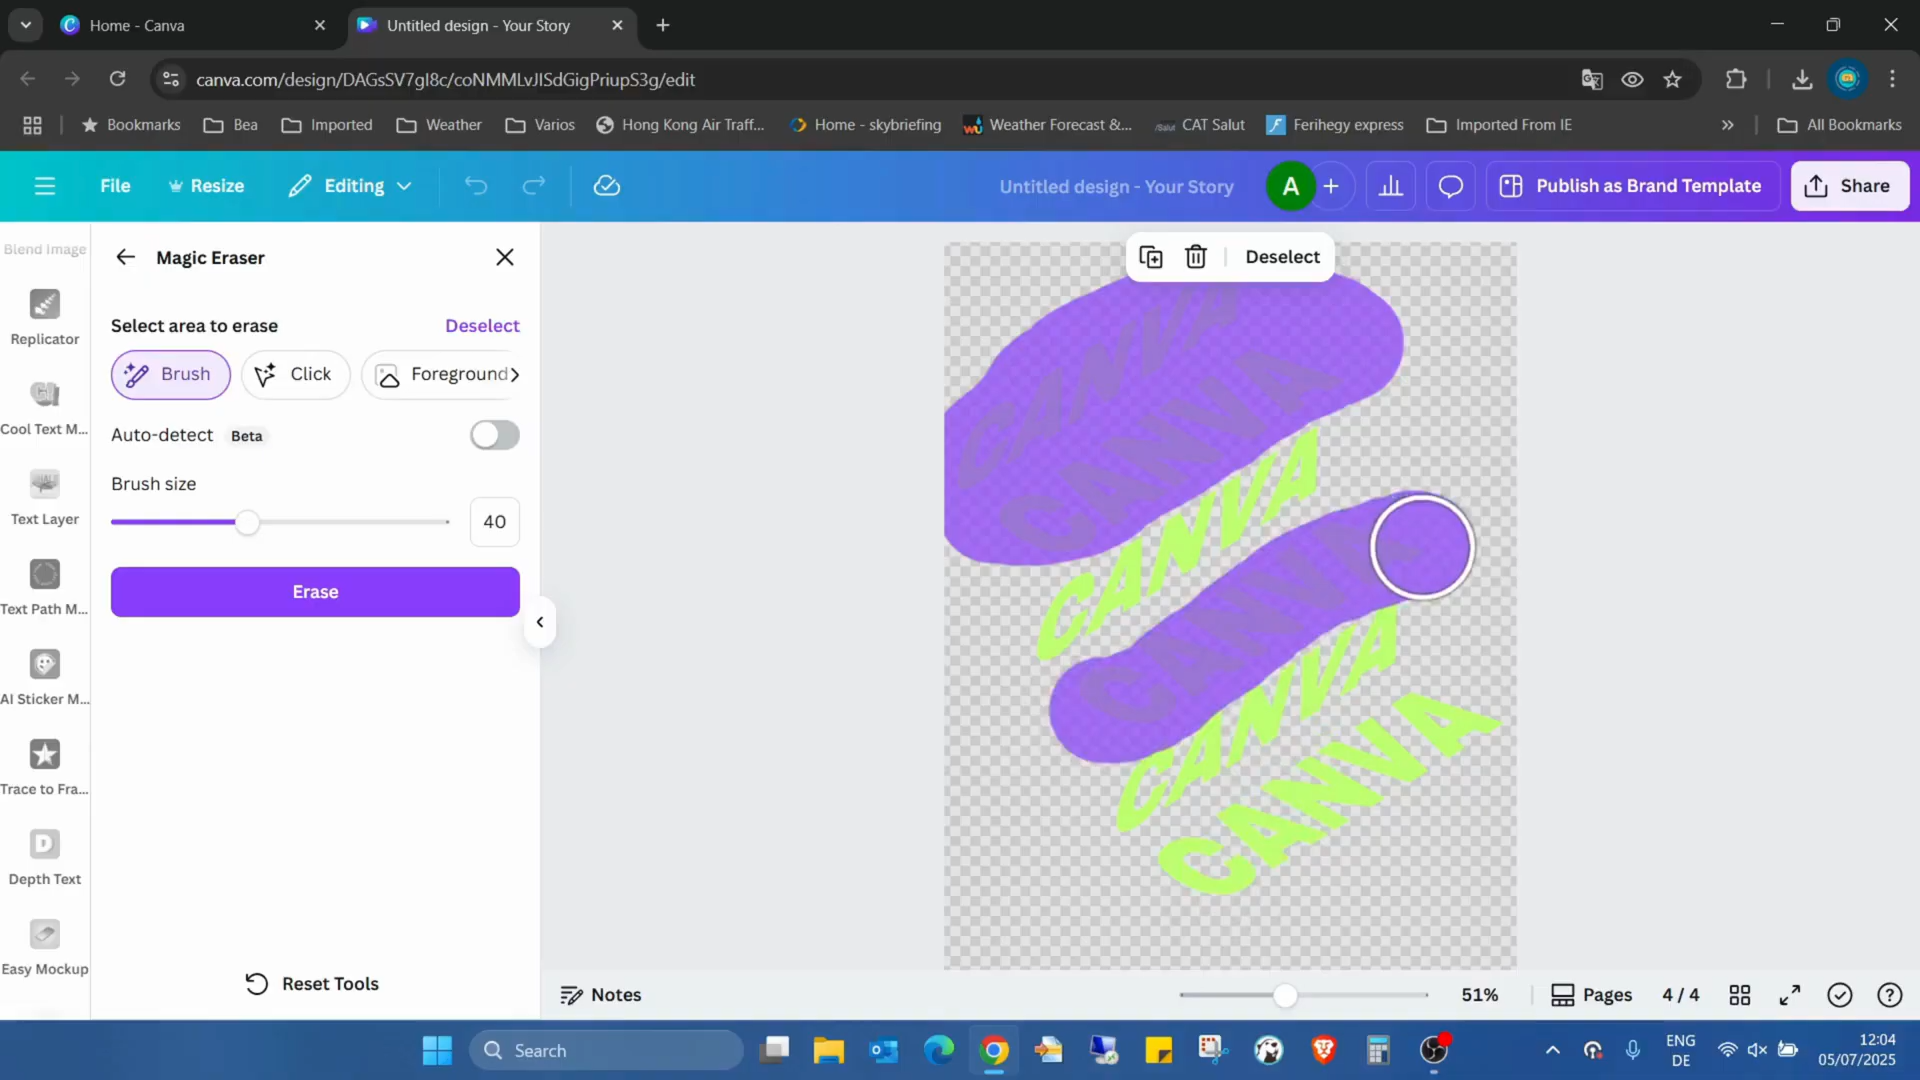 Home - Canva
Untitled design - Your Story
canva.com/design/DAGsSV7gI8c/coNMMLvJISdGigPriupS3g/edit
Bookmarks
Bea
Imported
Weather
Varios
Hong Kong Air Traff...
Home - skybriefing
Weather Forecast &...
CAT Salut
Ferihegy express
Imported From IE
All Bookmarks
File
Resize
Editing
Untitled design - Your Story
A
Publish as Brand Template
Share
Blend Image
Replicator
Cool Text M...
Text Layer
Text Path M...
AI Sticker M...
Trace to Fra...
Depth Text
Easy Mockup
Magic Eraser
Select area to erase
Deselect
Brush
Click
Foreground
Auto-detect
Beta
Brush size
40
Erase
Reset Tools
Deselect
CANVA
CANVA
CANVA
CANVA
CANVA
CANVA
Notes
51%
Pages
4 / 4
Search
ENG
DE
12:04
05/07/2025